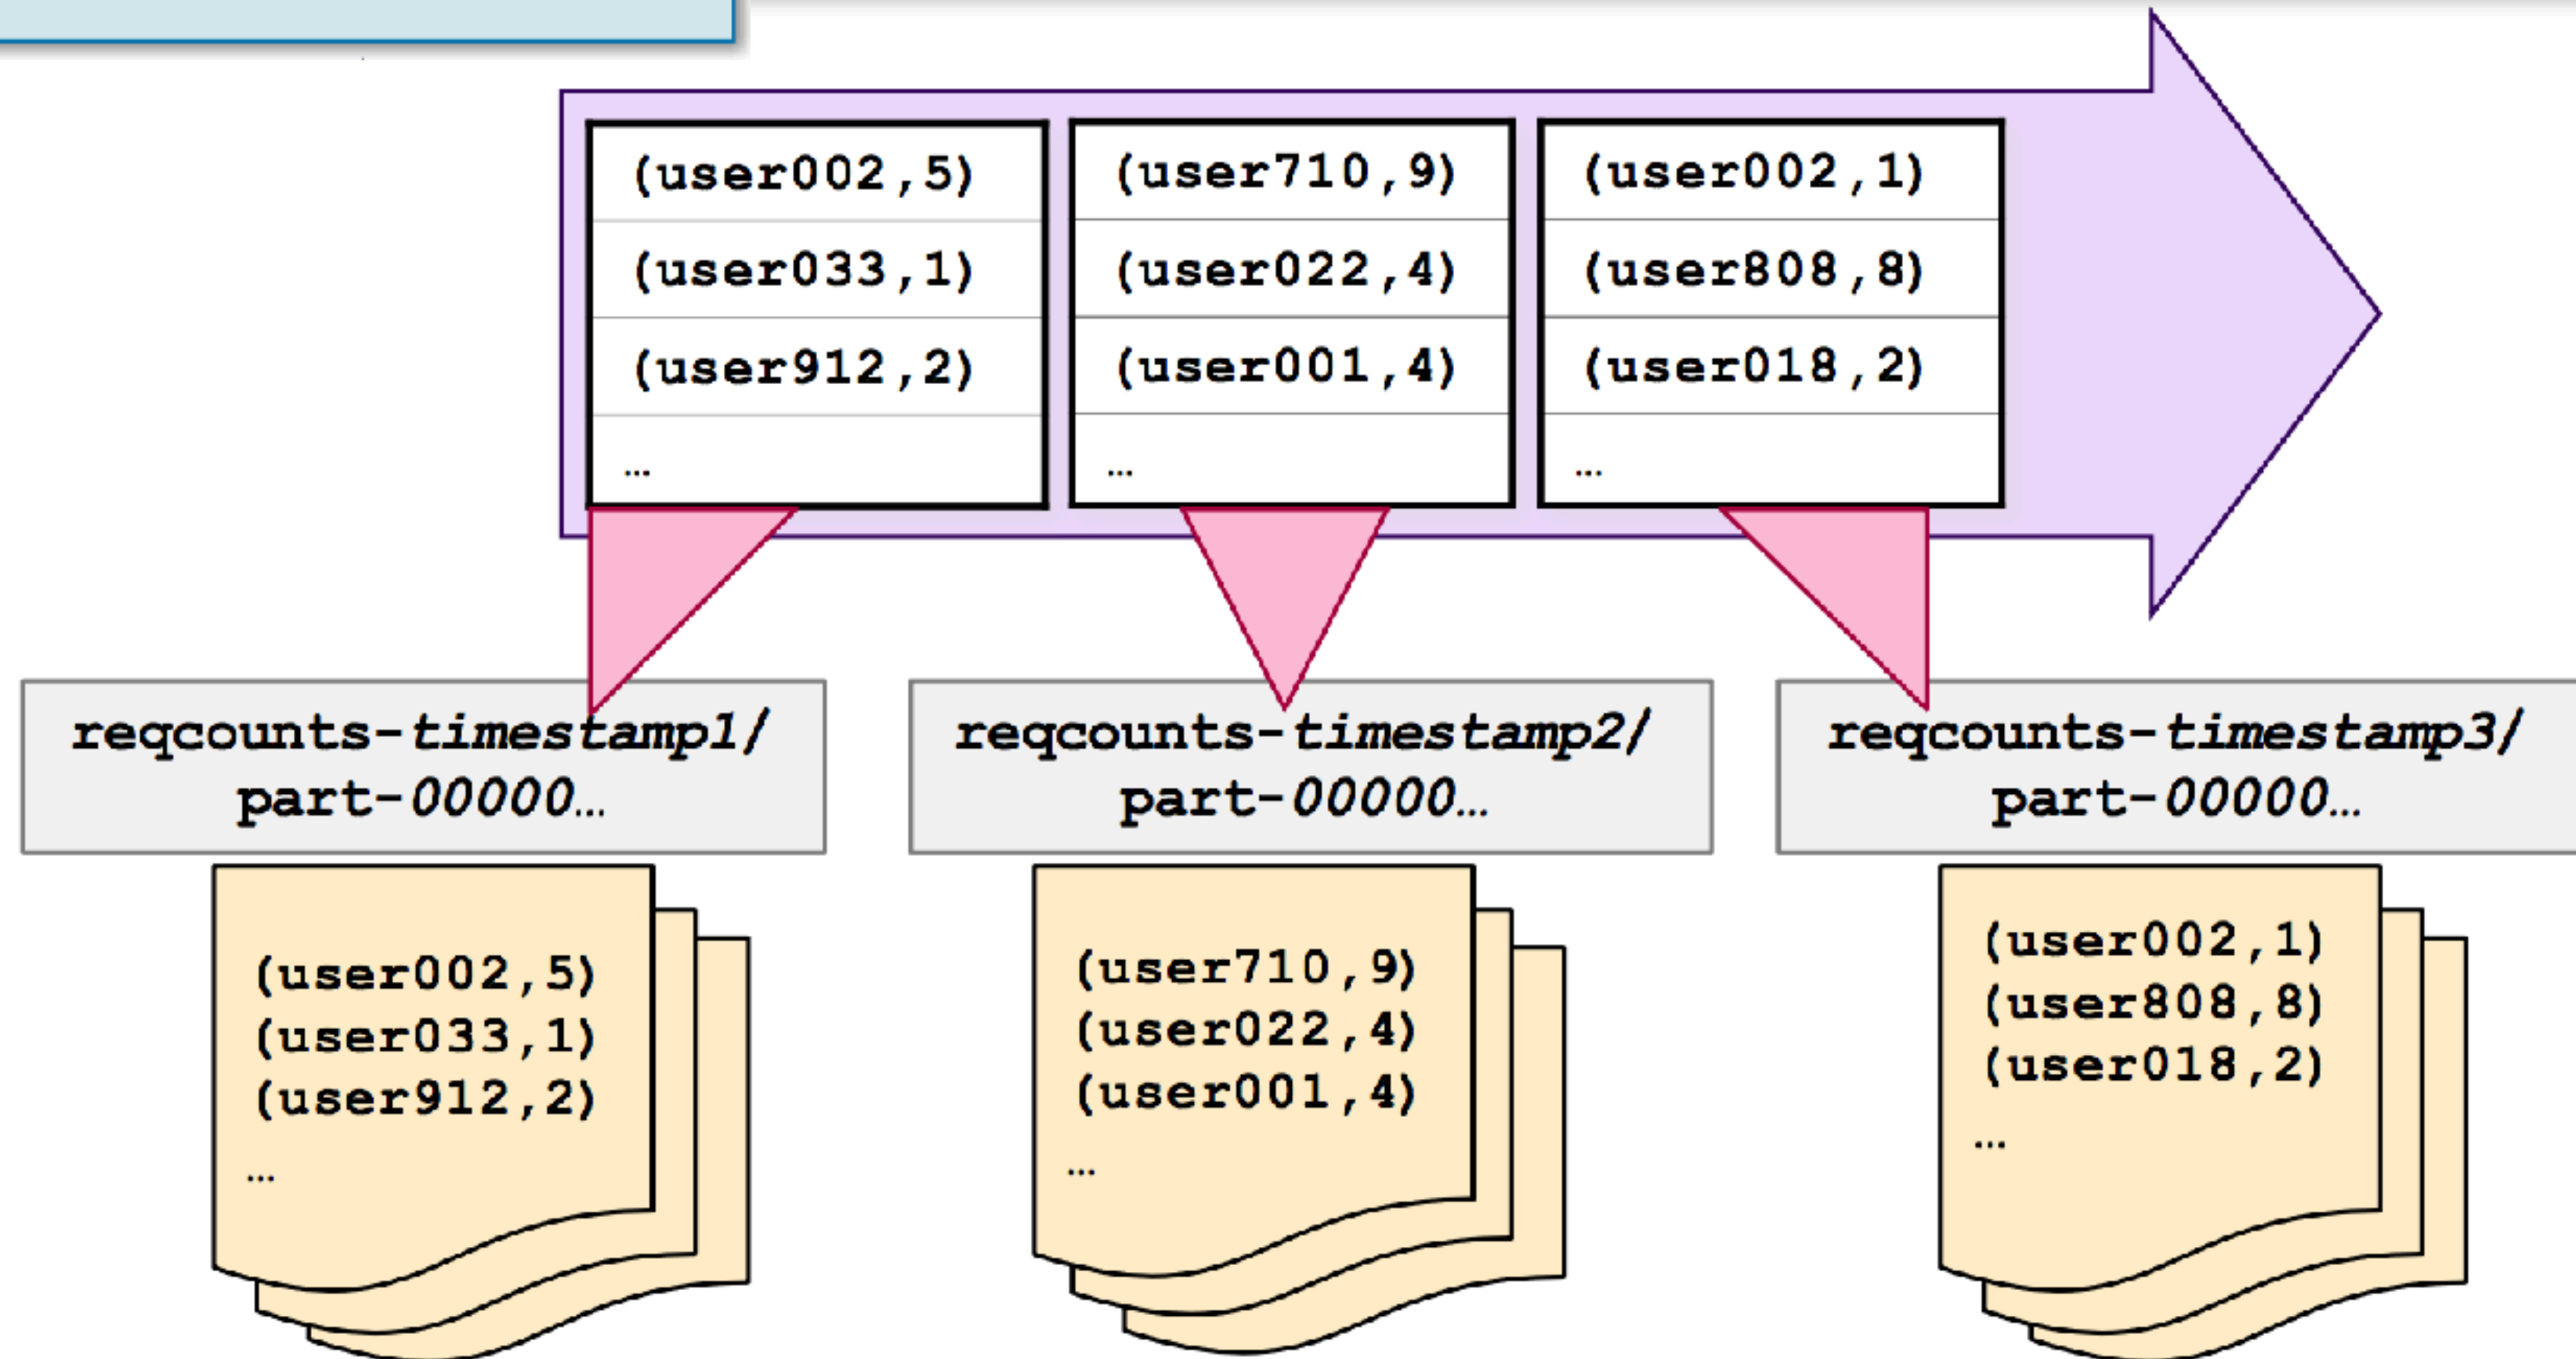 (user002,5)
(user033,1)
(user912,2)
…
(user710,9)
(user022,4)
(user001,4)
…
(user002,1)
(user808,8)
(user018,2)
…
reqcounts-timestamp1/
part-00000…
reqcounts-timestamp2/
part-00000…
reqcounts-timestamp3/
part-00000…
(user002,5)
(user033,1)
(user912,2)
…
(user710,9)
(user022,4)
(user001,4)
…
(user002,1)
(user808,8)
(user018,2)
…